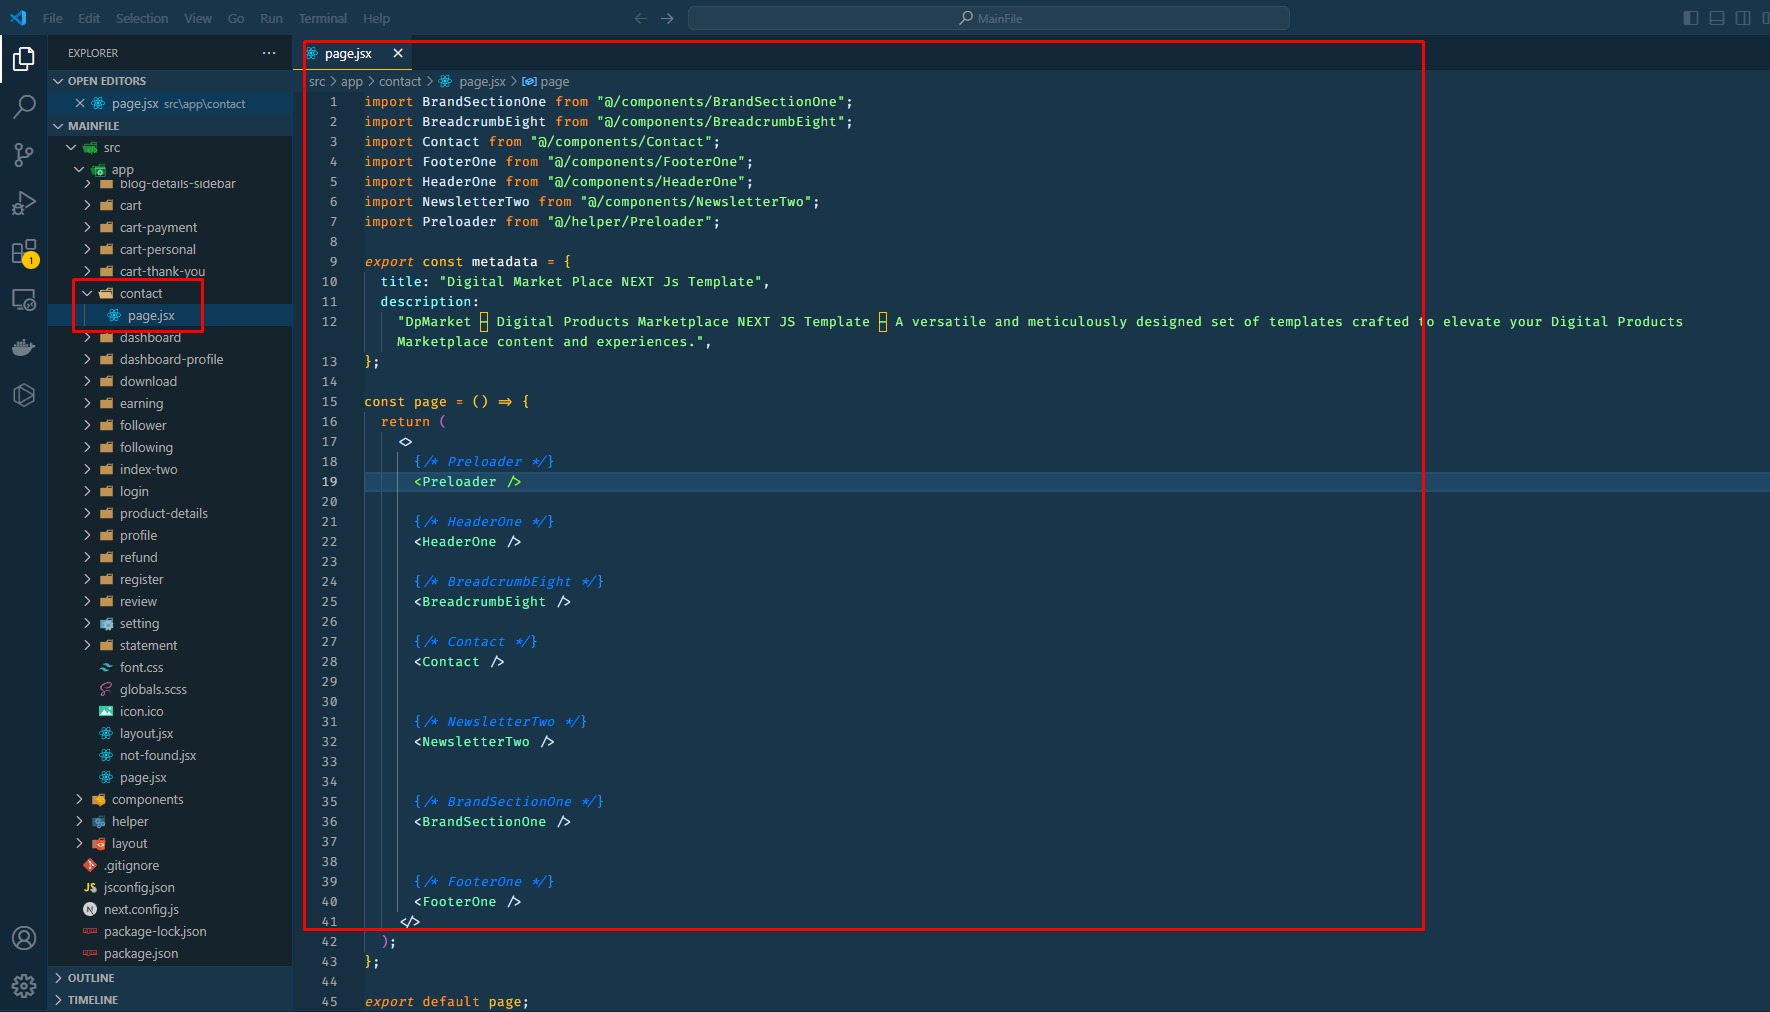 File Edit Selection View Go Run Terminal Help
MainFile
EXPLORER
OPEN EDITORS
page.jsx src\app\contact
MAINFILE
src
app
blog-details-sidebar
cart
cart-payment
cart-personal
cart-thank-you
contact
page.jsx
dashboard
dashboard-profile
download
earning
follower
following
index-two
login
product-details
profile
refund
register
review
setting
statement
font.css
globals.scss
icon.ico
layout.jsx
not-found.jsx
page.jsx
components
helper
layout
.gitignore
jsconfig.json
next.config.js
package-lock.json
package.json
OUTLINE
TIMELINE
1
page.jsx
src > app > contact > page.jsx > page
1 import BrandSectionOne from "@/components/BrandSectionOne";
2 import BreadcrumbEight from "@/components/BreadcrumbEight";
3 import Contact from "@/components/Contact";
4 import FooterOne from "@/components/FooterOne";
5 import HeaderOne from "@/components/HeaderOne";
6 import NewsletterTwo from "@/components/NewsletterTwo";
7 import Preloader from "@/helper/Preloader";
8
9 export const metadata = {
10 title: "Digital Market Place NEXT Js Template",
11 description:
12 "DpMarket – Digital Products Marketplace NEXT JS Template – A versatile and meticulously designed set of templates crafted to elevate your Digital Products
Marketplace content and experiences.",
13 };
14
15 const page = () => {
16 return (
17 <>
18 {/* Preloader */}
19 <Preloader />
20
21 {/* HeaderOne */}
22 <HeaderOne />
23
24 {/* BreadcrumbEight */}
25 <BreadcrumbEight />
26
27 {/* Contact */}
28 <Contact />
29
30
31 {/* NewsletterTwo */}
32 <NewsletterTwo />
33
34
35 {/* BrandSectionOne */}
36 <BrandSectionOne />
37
38
39 {/* FooterOne */}
40 <FooterOne />
41 </>
42 );
43 };
44
45 export default page;